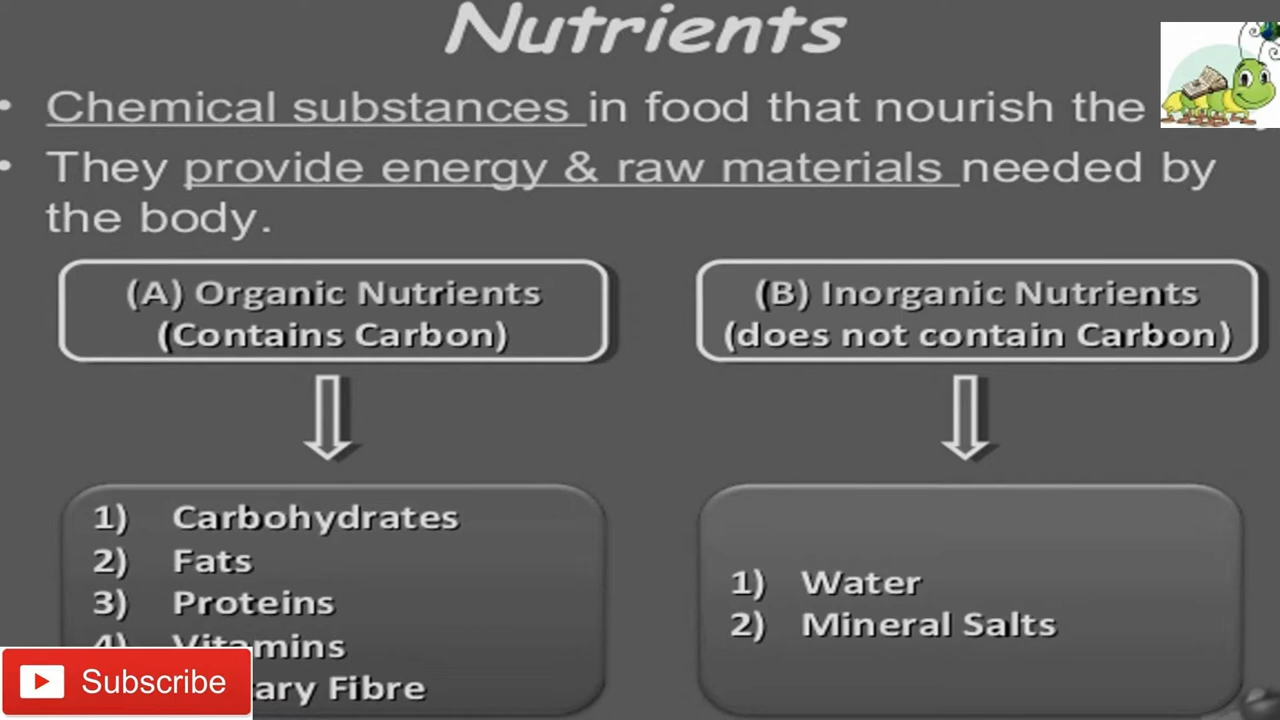 Nutrients
• Chemical substances in food that nourish the
• They provide energy & raw materials needed by
the body.
(A) Organic Nutrients
(Contains Carbon)
(B) Inorganic Nutrients
(does not contain Carbon)
1) Carbohydrates
2) Fats
3) Proteins
4) Vitamins
ary Fibre
1) Water
2) Mineral Salts
Subscribe